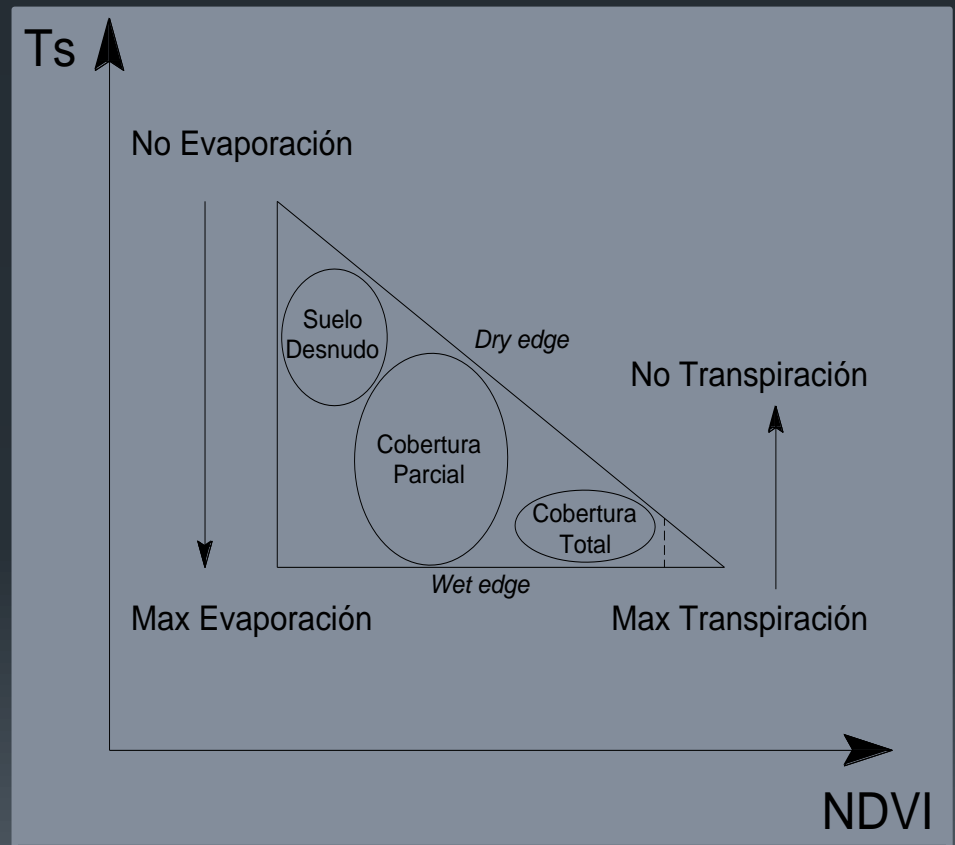 Ts
No Evaporación
Suelo
Desnudo
Dry edge
No Transpiración
Cobertura
Parcial
Cobertura
Total
Wet edge
Max Evaporación
Max Transpiración
NDVI